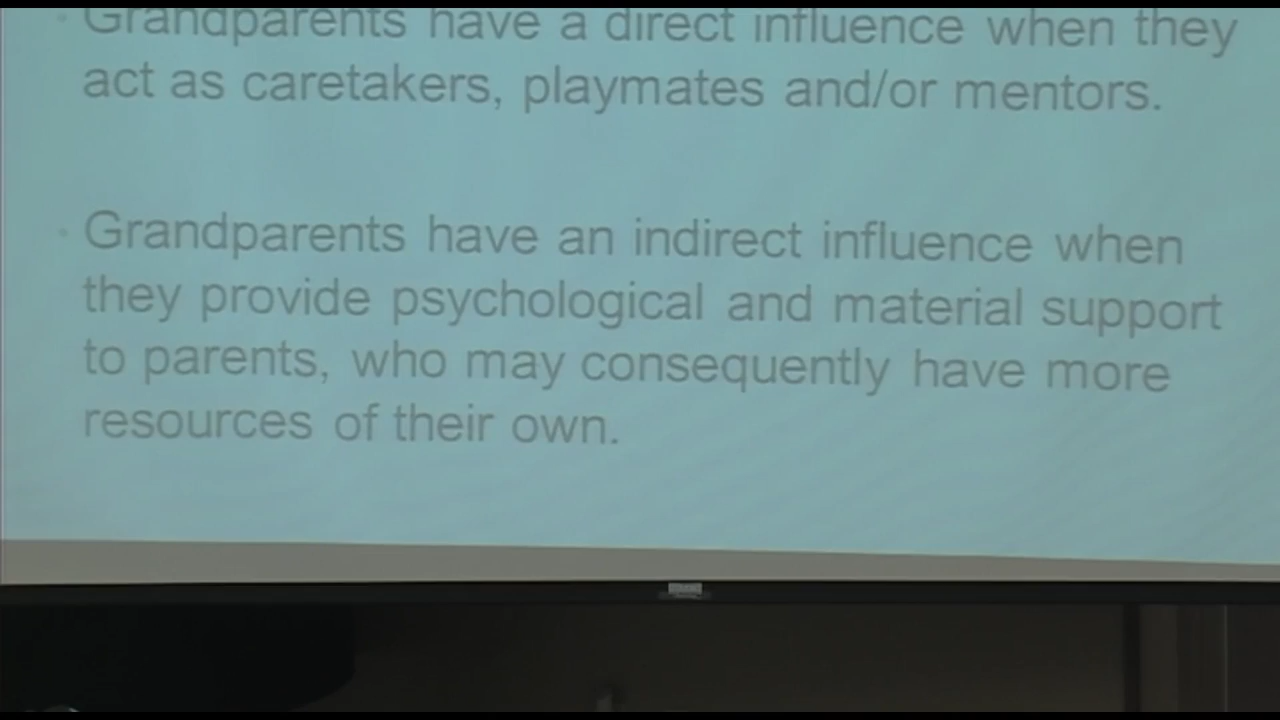 Grandparents have a direct influence when they
act as caretakers, playmates and/or mentors.
Grandparents have an indirect influence when
they provide psychological and material support
to parents, who may consequently have more
resources of their own.